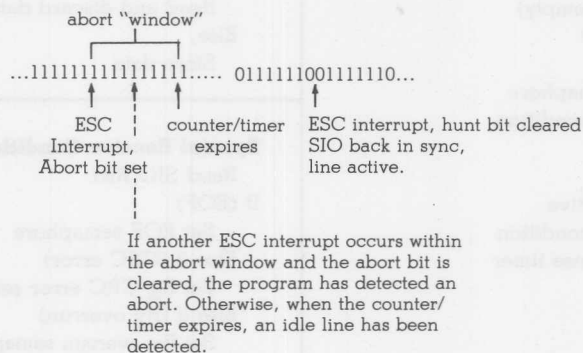 abort "window"
...1111111111111111..... 0111111001111110...
ESC counter/timer ESC interrupt, hunt bit cleared
Interrupt, expires SIO back in sync,
Abort bit set line active.
If another ESC interrupt occurs within
the abort window and the abort bit is
cleared, the program has detected an
abort. Otherwise, when the counter/
timer expires, an idle line has been
detected.